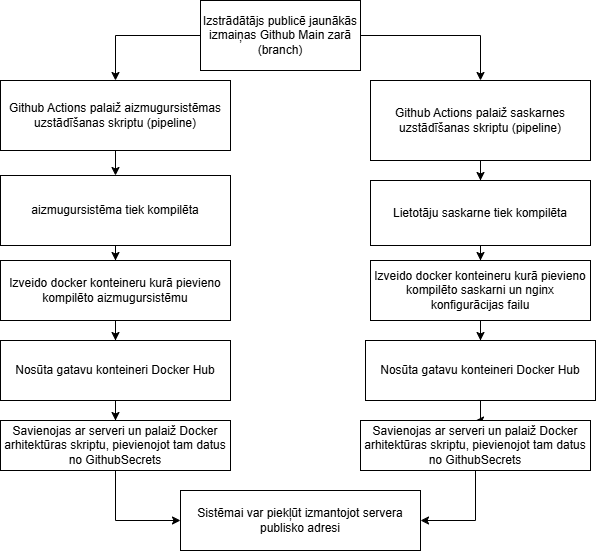 Izstrādātājs publicē jaunākās
izmaiņas Github Main zarā
(branch)
Github Actions palaiž aizmugursistēmas
uzstādīšanas skriptu (pipeline)
Github Actions palaiž saskarnes
uzstādīšanas skriptu (pipeline)
aizmugursistēma tiek kompilēta
Lietotāju saskarne tiek kompilēta
Izveido docker konteineru kurā pievieno
kompilēto aizmugursistēmu
Izveido docker konteineru kurā pievieno
kompilēto saskarni un nginx
konfigurācijas failu
Nosūta gatavu konteineri Docker Hub
Nosūta gatavu konteineri Docker Hub
Savienojas ar serveri un palaiž Docker
arhitektūras skriptu, pievienojot tam datus
no GithubSecrets
Savienojas ar serveri un palaiž Docker
arhitektūras skriptu, pievienojot tam datus
no GithubSecrets
Sistēmai var piekļūt izmantojot servera
publisko adresi